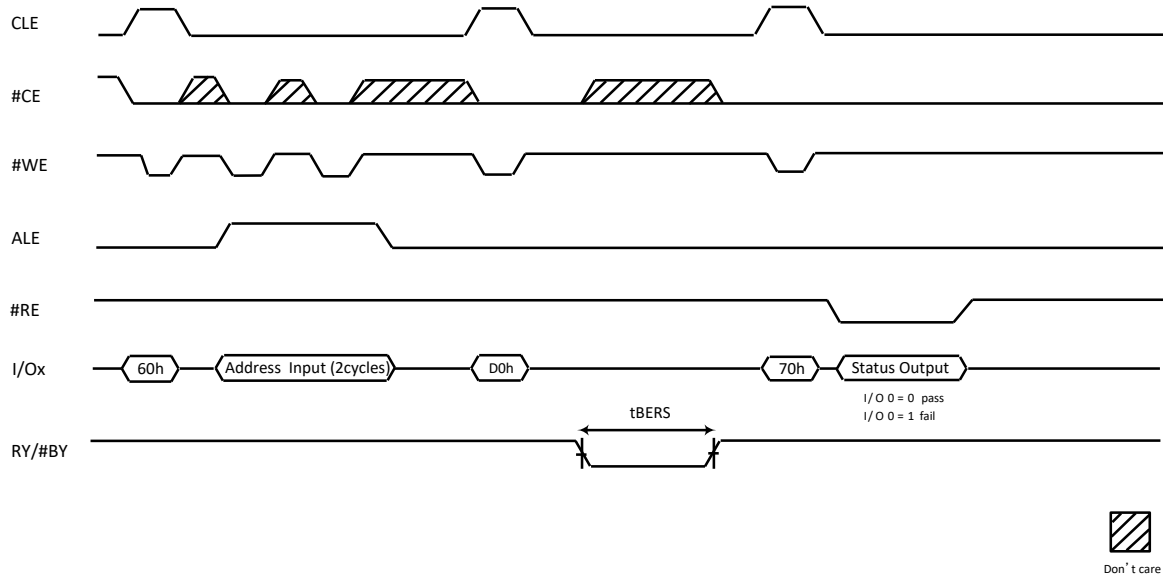 CLE
#CE
#WE
ALE
#RE
I/Ox
60h
Address Input (2cycles)
D0h
70h
Status Output
I/O 0 = 0 pass
I/O 0 = 1 fail
tBERS
RY/#BY
Don't care